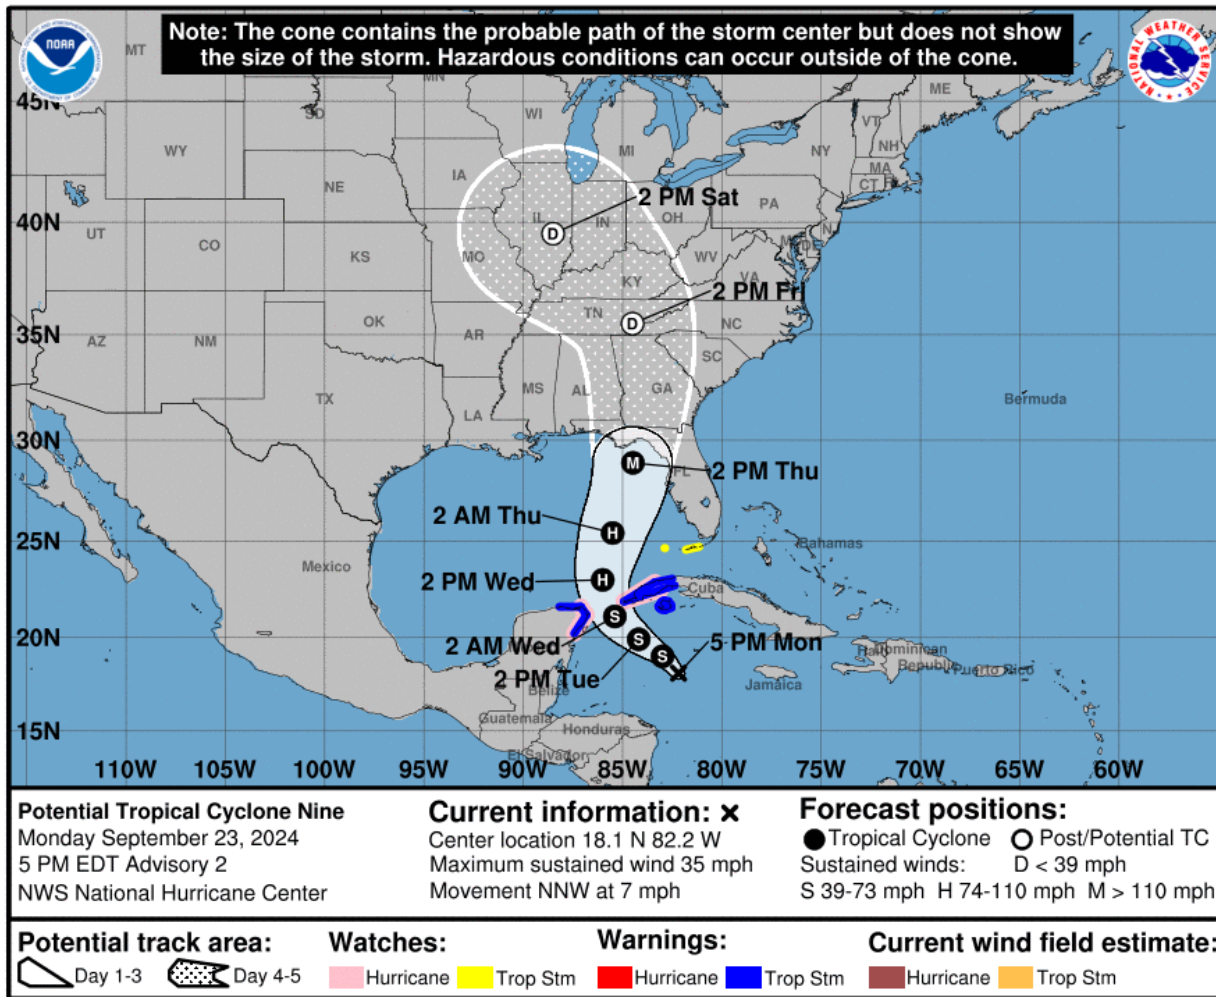 Note: The cone contains the probable path of the storm center but does not show
the size of the storm. Hazardous conditions can occur outside of the cone.
NOAA
NATIONAL WEATHER SERVICE
MT
MN
ME
45N
SD
WI
VT
WY
MI
NY
NH
MA
IA
CT
NE
2 PM Sat
PA
40N
IL
IN
OH
UT
CO
KS
MO
WV
DE
KY
VA
2 PM Fri
TN
OK
NC
35N
AZ
NM
AR
SC
MS
AL
GA
TX
LA
Bermuda
30N
FL
2 PM Thu
2 AM Thu
25N
Bahamas
Mexico
2 PM Wed
Cuba
20N
2 AM Wed
5 PM Mon
Haiti
Dominican
Republic
Puerto Rico
2 PM Tue
Belize
Jamaica
Guatemala
Honduras
15N
El Salvador
D
D
M
H
H
S
S
S
110W 105W 100W 95W 90W 85W 80W 75W 70W 65W 60W
Potential Tropical Cyclone Nine
Monday September 23, 2024
5 PM EDT Advisory 2
NWS National Hurricane Center
Current information: x
Center location 18.1 N 82.2 W
Maximum sustained wind 35 mph
Movement NNW at 7 mph
Forecast positions:
Tropical Cyclone Post/Potential TC
Sustained winds: D < 39 mph
S 39-73 mph H 74-110 mph M > 110 mph
Potential track area:
Day 1-3 Day 4-5
Watches:
Hurricane Trop Stm
Warnings:
Hurricane Trop Stm
Current wind field estimate:
Hurricane Trop Stm